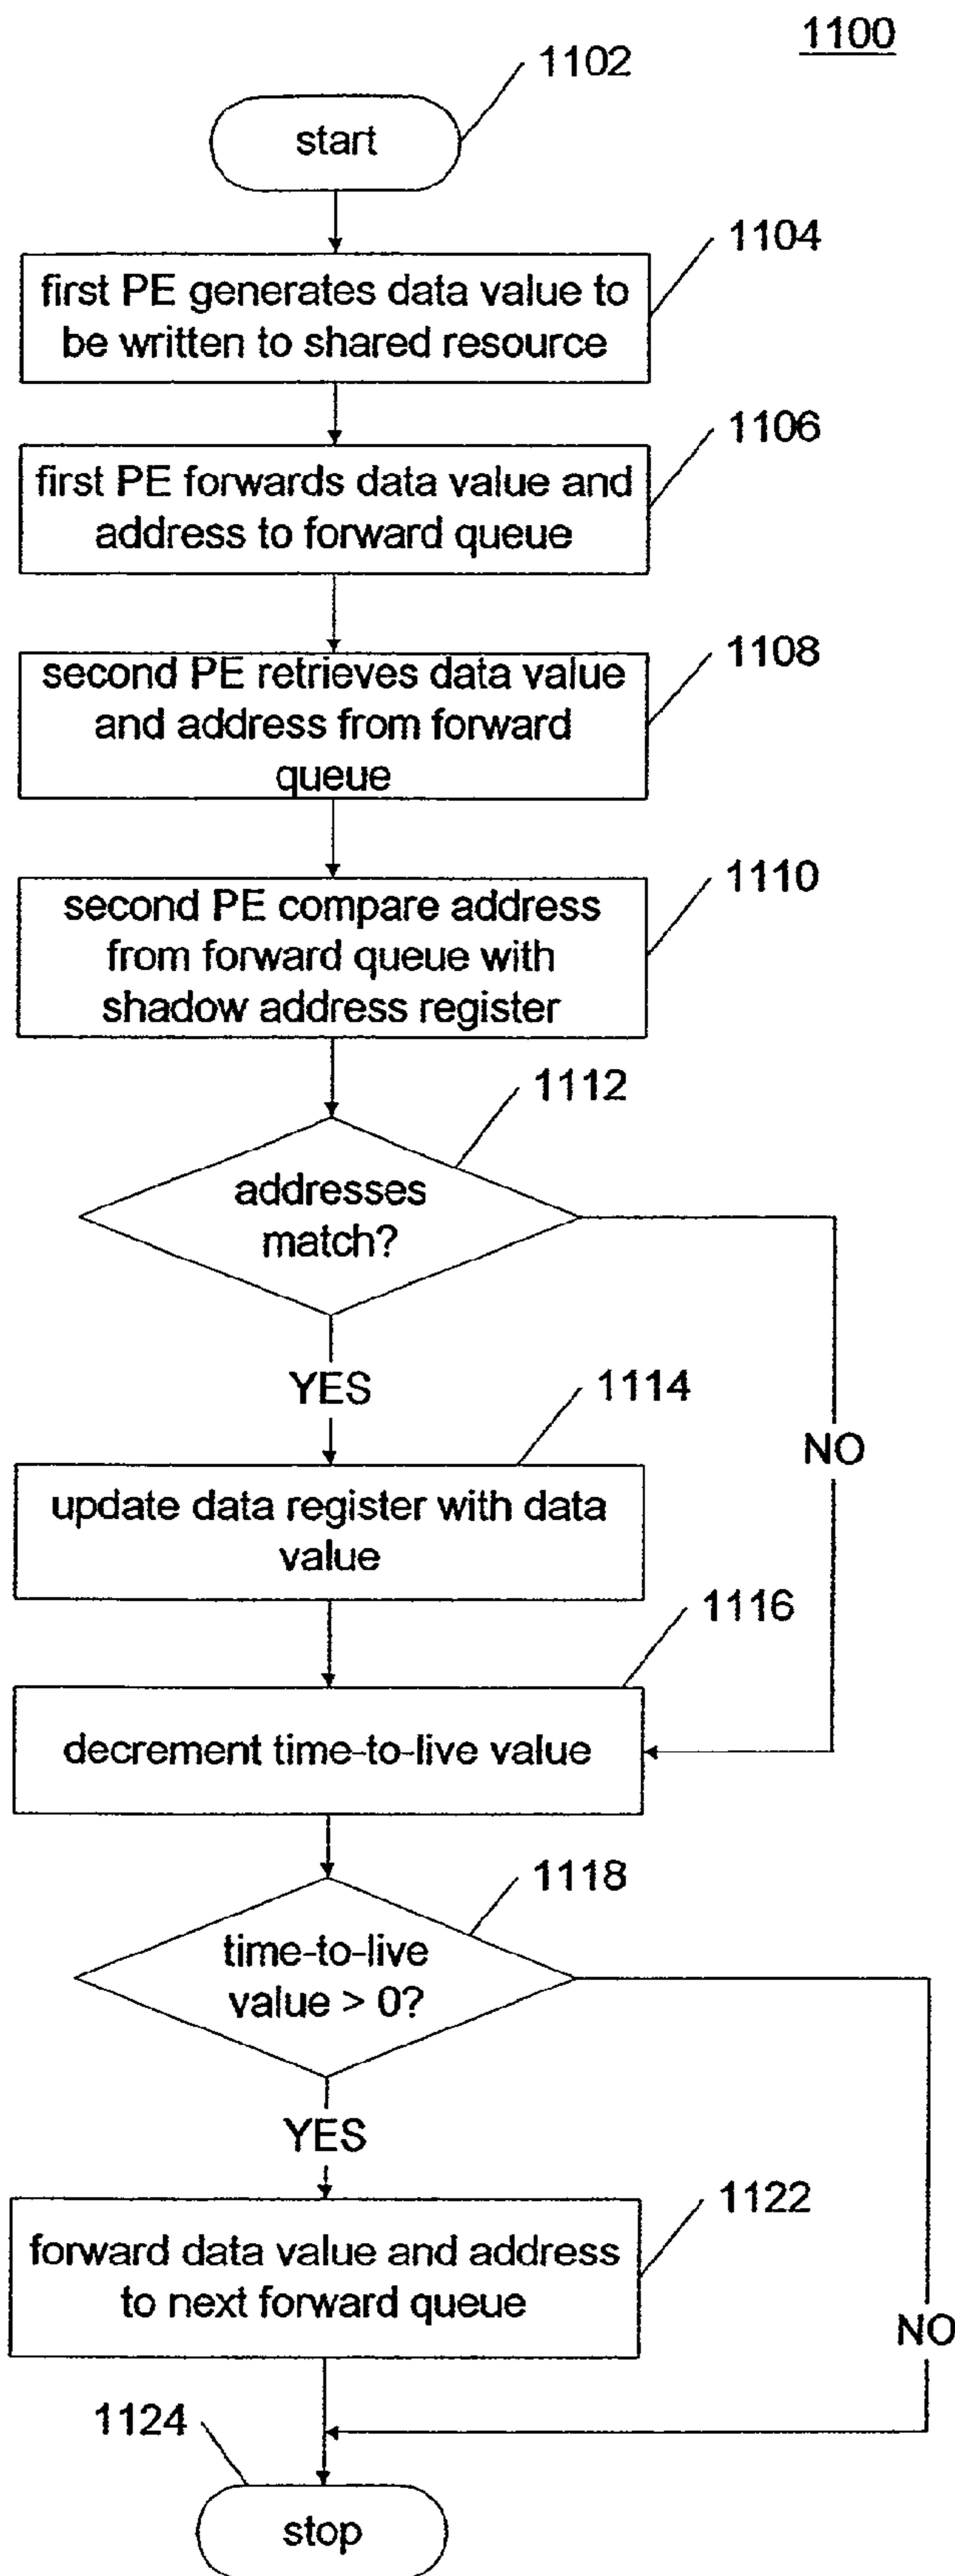 1100
1102
start
1104
first PE generates data value to
be written to shared resource
1106
first PE forwards data value and
address to forward queue
1108
second PE retrieves data value
and address from forward
queue
1110
second PE compare address
from forward queue with
shadow address register
1112
addresses
match?
YES
NO
1114
update data register with data
value
1116
decrement time-to-live value
1118
time-to-live
value > 0?
YES
NO
1122
forward data value and address
to next forward queue
1124
stop